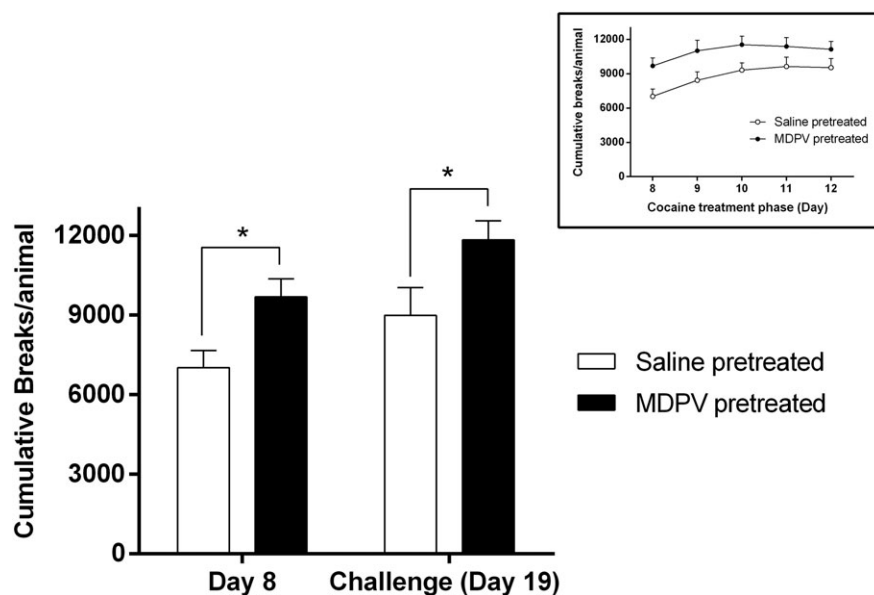 12000
9000
6000
3000
0
Cumulative breaks/animal
Saline pretreated
MDPV pretreated
8 9 10 11 12
Cocaine treatment phase (Day)
* *
12000
9000
6000
3000
0
Cumulative Breaks/animal
Day 8 Challenge (Day 19)
Saline pretreated
MDPV pretreated